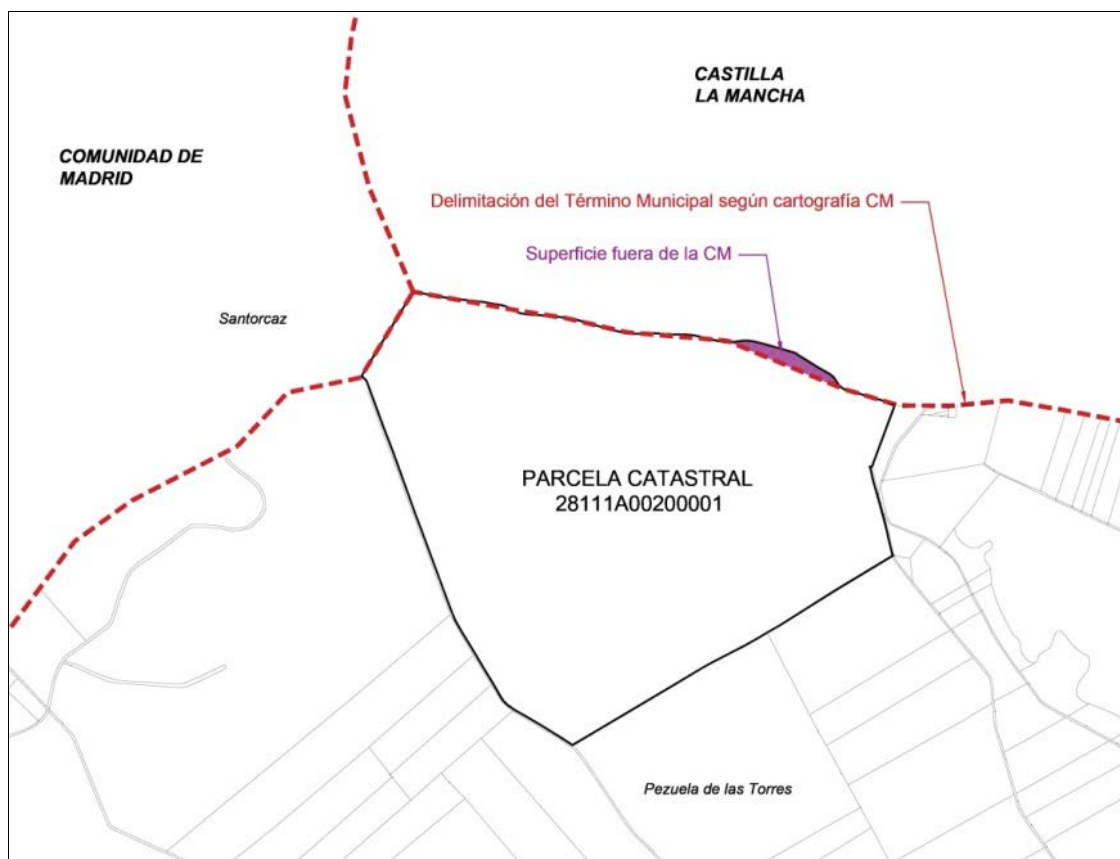 CASTILLA
LA MANCHA
COMUNIDAD DE
MADRID
Delimitación del Término Municipal según cartografía CM
Superficie fuera de la CM
Santorcaz
PARCELA CATASTRAL
28111A00200001
Pezuela de las Torres